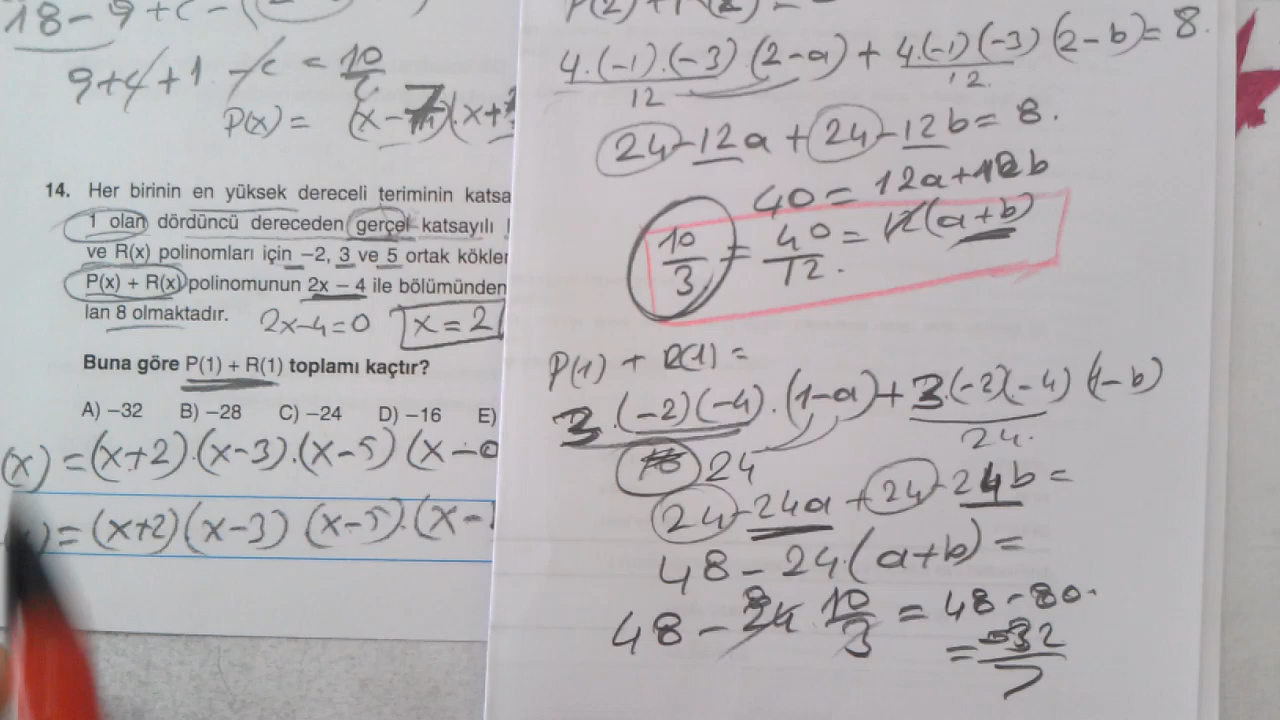 18 - 9 + c - (
9 + c + 1 - c = 10
P(x) = (x - 7)(x +
14. Her birinin en yüksek dereceli teriminin katsa
1 olan dördüncü dereceden gerçel katsayılı
ve R(x) polinomları için −2, 3 ve 5 ortak kökler
P(x) + R(x) polinomunun 2x − 4 ile bölümünden
lan 8 olmaktadır. 2x-4=0 x = 2
Buna göre P(1) + R(1) toplamı kaçtır?
A) −32 B) −28 C) −24 D) −16 E)
(x) = (x+2).(x-3).(x-5)(x-a
) = (x+2)(x-3)(x-5).(x-
4.(-1).(-3)(2-a) + 4.(-1)(-3)(2-b) = 8.
12 12.
24-12a + 24-12b = 8.
40 = 12a+12b
10/3 = 40/12 = 12(a+b)
P(1) + R(1) =
3.(-2)(-4).(1-a) + 3.(-2)(-4)(1-b)
24 24.
24-24a + 24-24b =
48 - 24.(a+b) =
48 - 24 10/3 = 48 - 80.
= -32